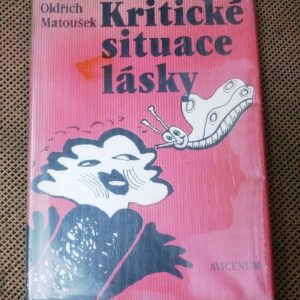 Oldřich
Matoušek
Kritické
situace
lásky
AVICENUM